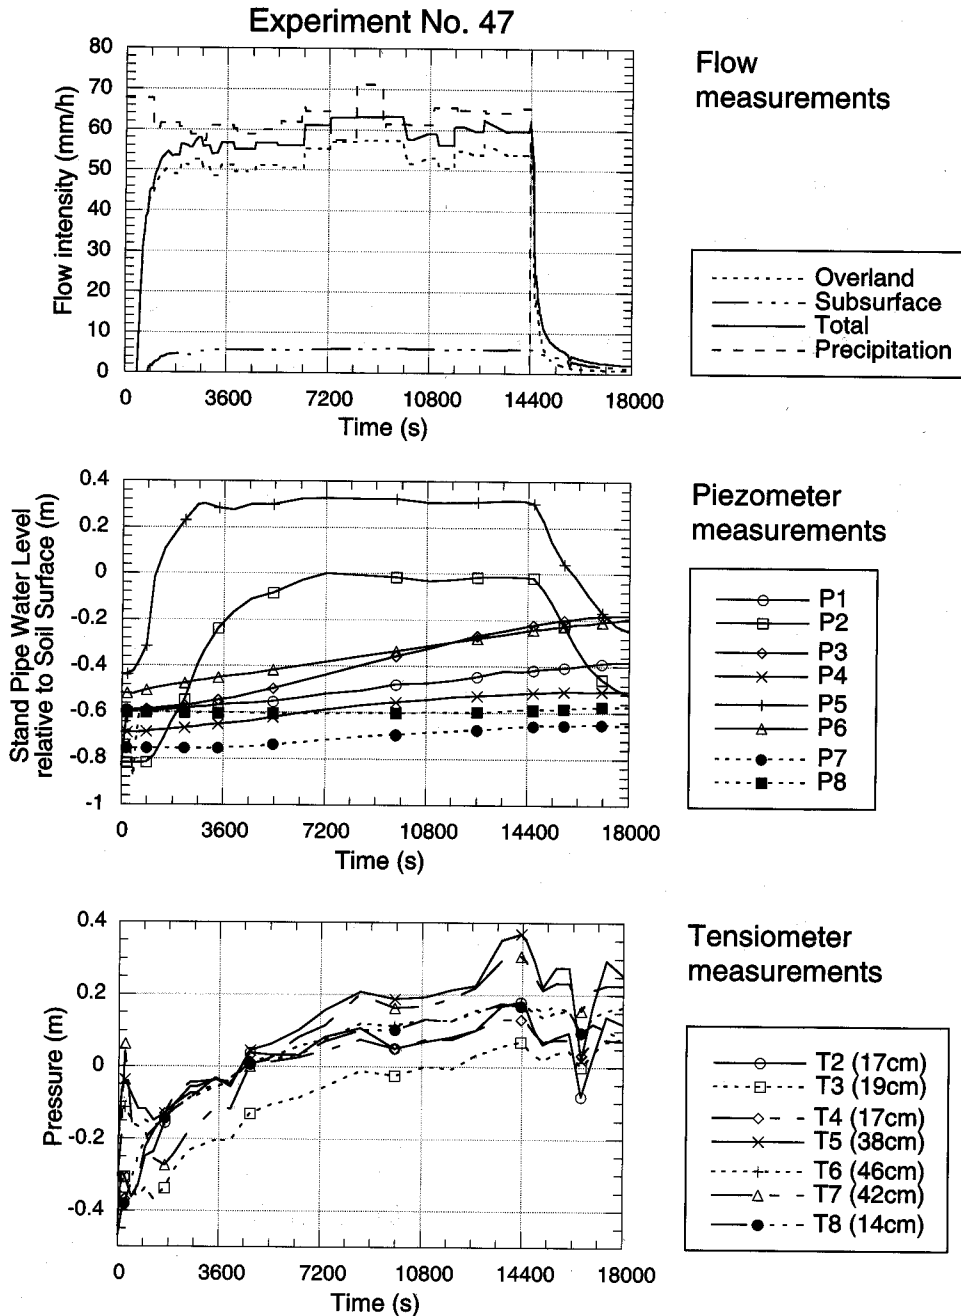 Experiment No. 47
Flow
measurements
80
70
60
50
40
30
20
10
0
Flow intensity (mm/h)
0 3600 7200 10800 14400 18000
Time (s)
Overland
Subsurface
Total
Precipitation
Piezometer
measurements
0.4
0.2
0
-0.2
-0.4
-0.6
-0.8
-1
Stand Pipe Water Level
relative to Soil Surface (m)
0 3600 7200 10800 14400 18000
Time (s)
P1
P2
P3
P4
P5
P6
P7
P8
Tensiometer
measurements
0.4
0.2
0
-0.2
-0.4
Pressure (m)
0 3600 7200 10800 14400 18000
Time (s)
T2 (17cm)
T3 (19cm)
T4 (17cm)
T5 (38cm)
T6 (46cm)
T7 (42cm)
T8 (14cm)